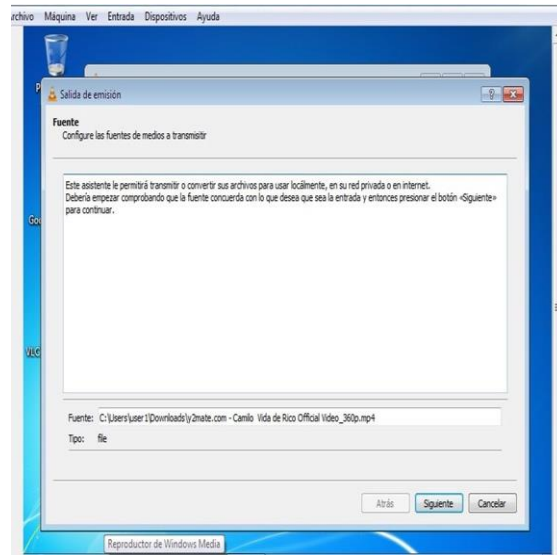 Máquina Ver Entrada Dispositivos Ayuda
Salida de emisión
Fuente
Configure las fuentes de medios a transmisitir
Este asistente le permitirá transmitir o convertir sus archivos para usar locálmente, en su red privada o en internet.
Debería empezar comprobando que la fuente concuerda con lo que desea que sea la entrada y entonces presionar el botón «Siguiente»
para continuar.
Fuente: C:\Users\user1\Downloads\y2mate.com - Camilo Vida de Rico Official Video_360p.mp4
Tipo: file
Atrás Siguiente Cancelar
Reproductor de Windows Media